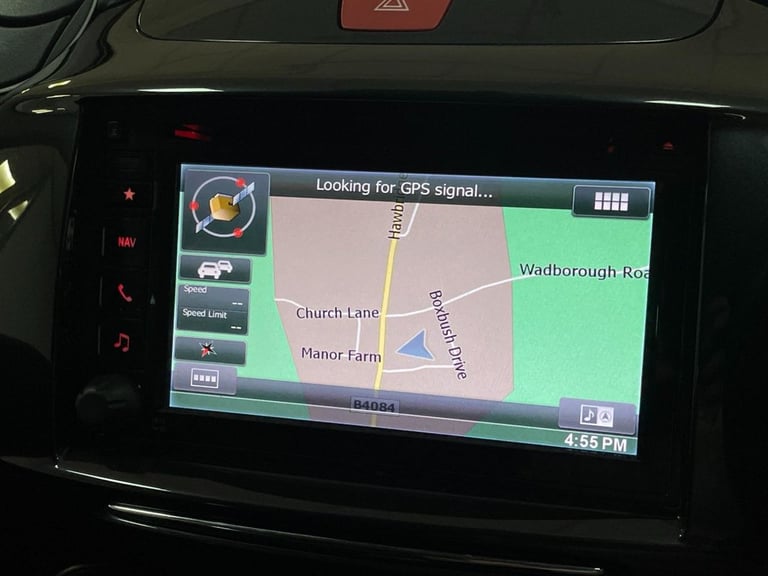 Looking for GPS signal...
NAV
Speed
--
Speed Limit
--
Wadborough Roa
Church Lane
Boxbush Drive
Manor Farm
B4084
4:55 PM